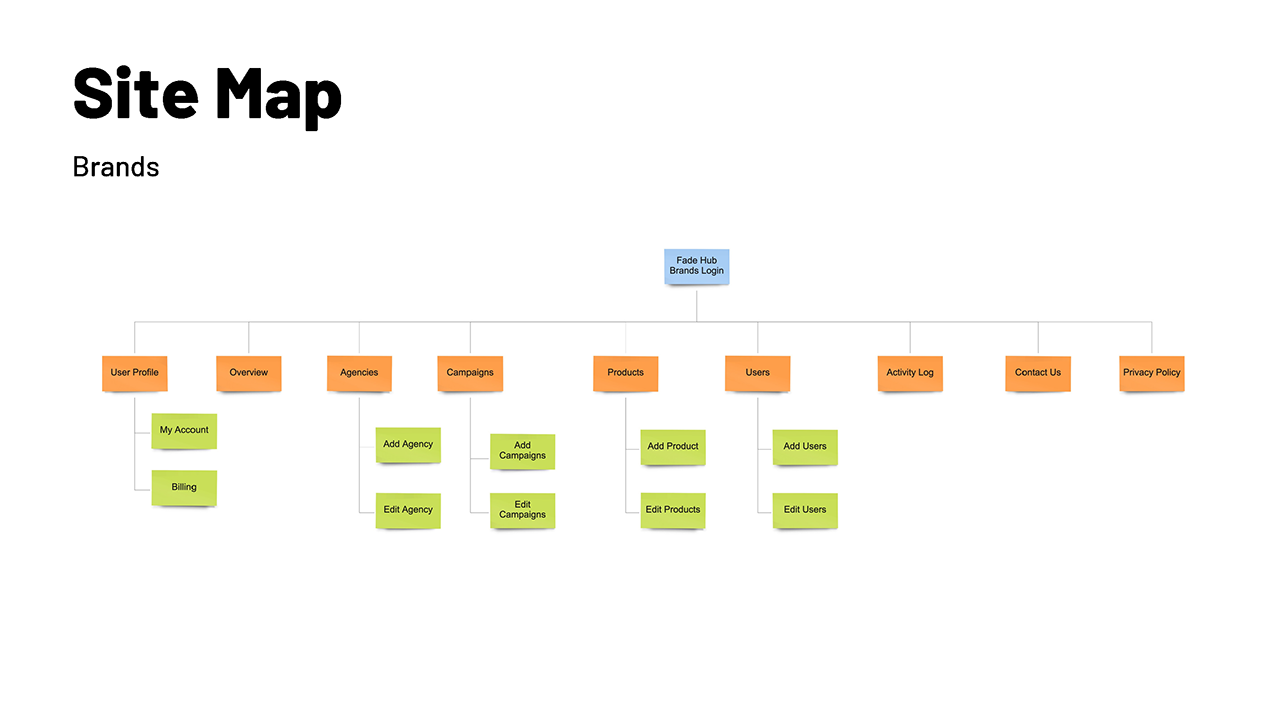 Site Map
Brands
Fade Hub
Brands Login
User Profile
Overview
Agencies
Campaigns
Products
Users
Activity Log
Contact Us
Privacy Policy
My Account
Billing
Add Agency
Edit Agency
Add
Campaigns
Edit
Campaigns
Add Product
Edit Products
Add Users
Edit Users